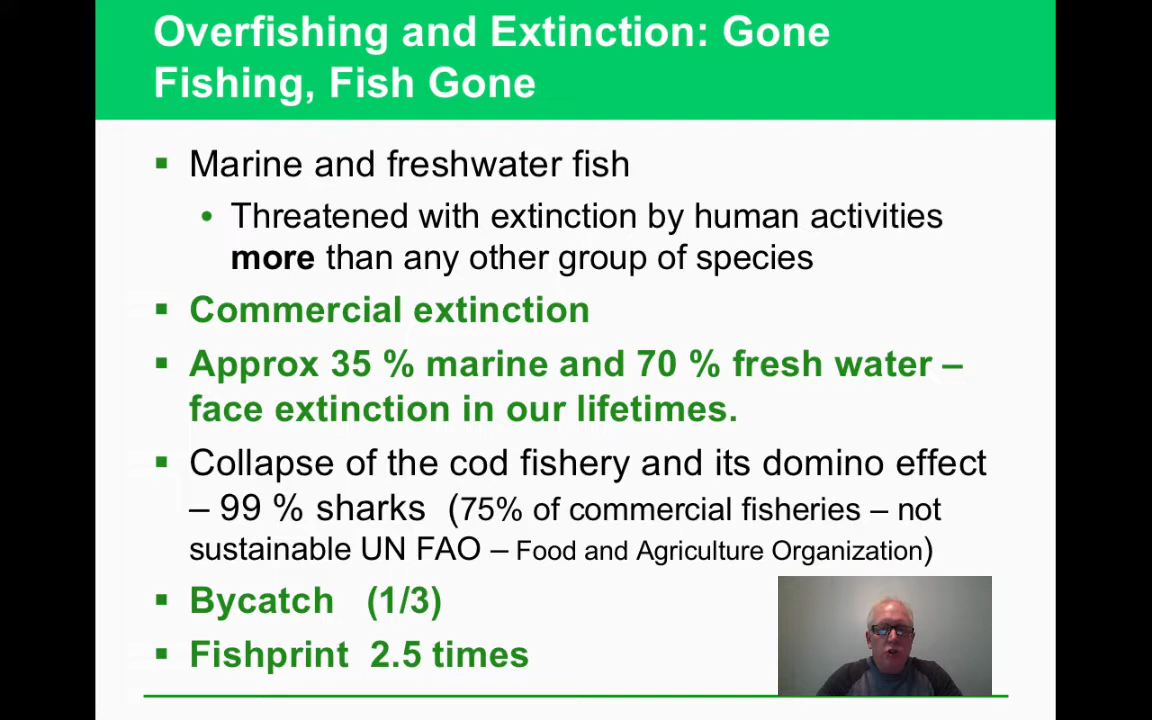 Overfishing and Extinction: Gone
Fishing, Fish Gone
▪ Marine and freshwater fish
• Threatened with extinction by human activities
more than any other group of species
▪ Commercial extinction
▪ Approx 35 % marine and 70 % fresh water –
face extinction in our lifetimes.
▪ Collapse of the cod fishery and its domino effect
– 99 % sharks (75% of commercial fisheries – not
sustainable UN FAO – Food and Agriculture Organization)
▪ Bycatch (1/3)
▪ Fishprint 2.5 times